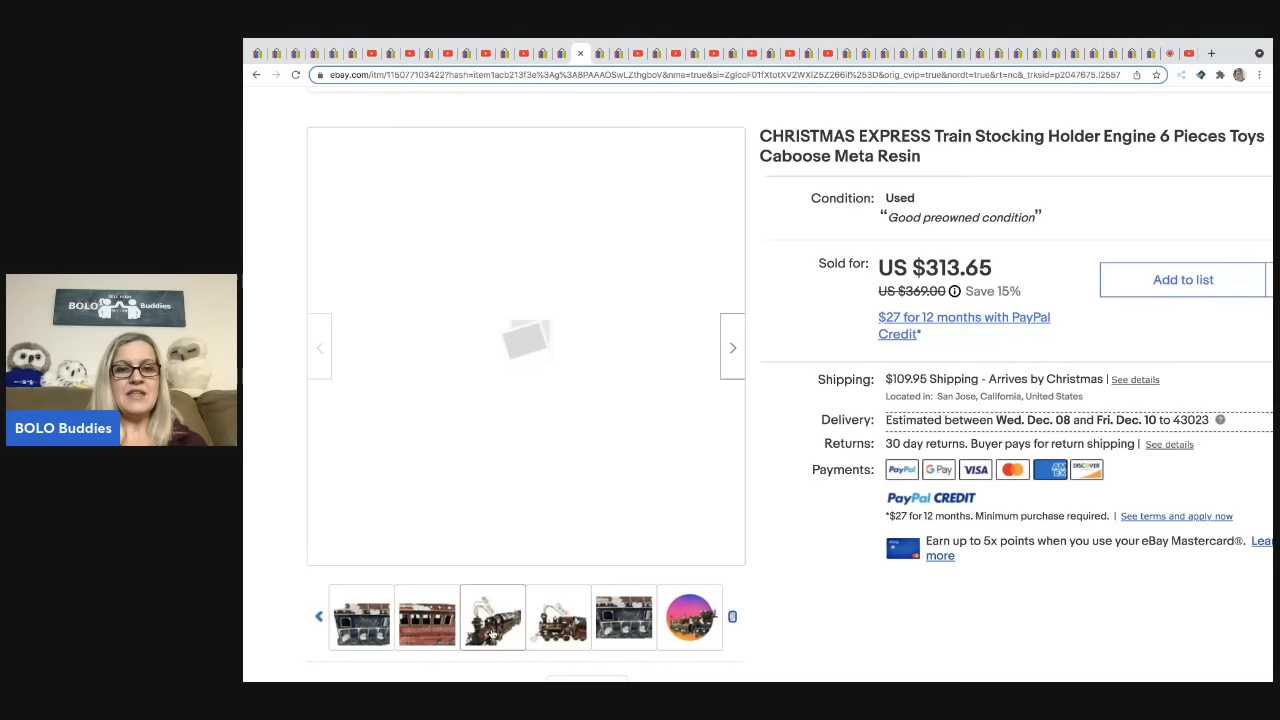 ebay.com/itm/115077103422?hash=item1acb213f3e%3Ag%3A8PAAAOSwLZthgboV&nma=true&si=ZglcoF01fXtotXV2WXIZ5Z266iI%253D&orig_cvip=true&nordt=true&rt=nc&_trksid=p2047675.l2557
CHRISTMAS EXPRESS Train Stocking Holder Engine 6 Pieces Toys
Caboose Meta Resin
Condition: Used
“Good preowned condition”
Sold for: US $313.65
US $369.00 Save 15%
Add to list
$27 for 12 months with PayPal
Credit*
Shipping: $109.95 Shipping - Arrives by Christmas | See details
Located in: San Jose, California, United States
Delivery: Estimated between Wed. Dec. 08 and Fri. Dec. 10 to 43023
Returns: 30 day returns. Buyer pays for return shipping | See details
Payments: PayPal G Pay VISA AM EX DISCOVER
PayPal CREDIT
*$27 for 12 months. Minimum purchase required. | See terms and apply now
Earn up to 5x points when you use your eBay Mastercard®. Lear
more
BOLO Buddies
BOLO Buddies